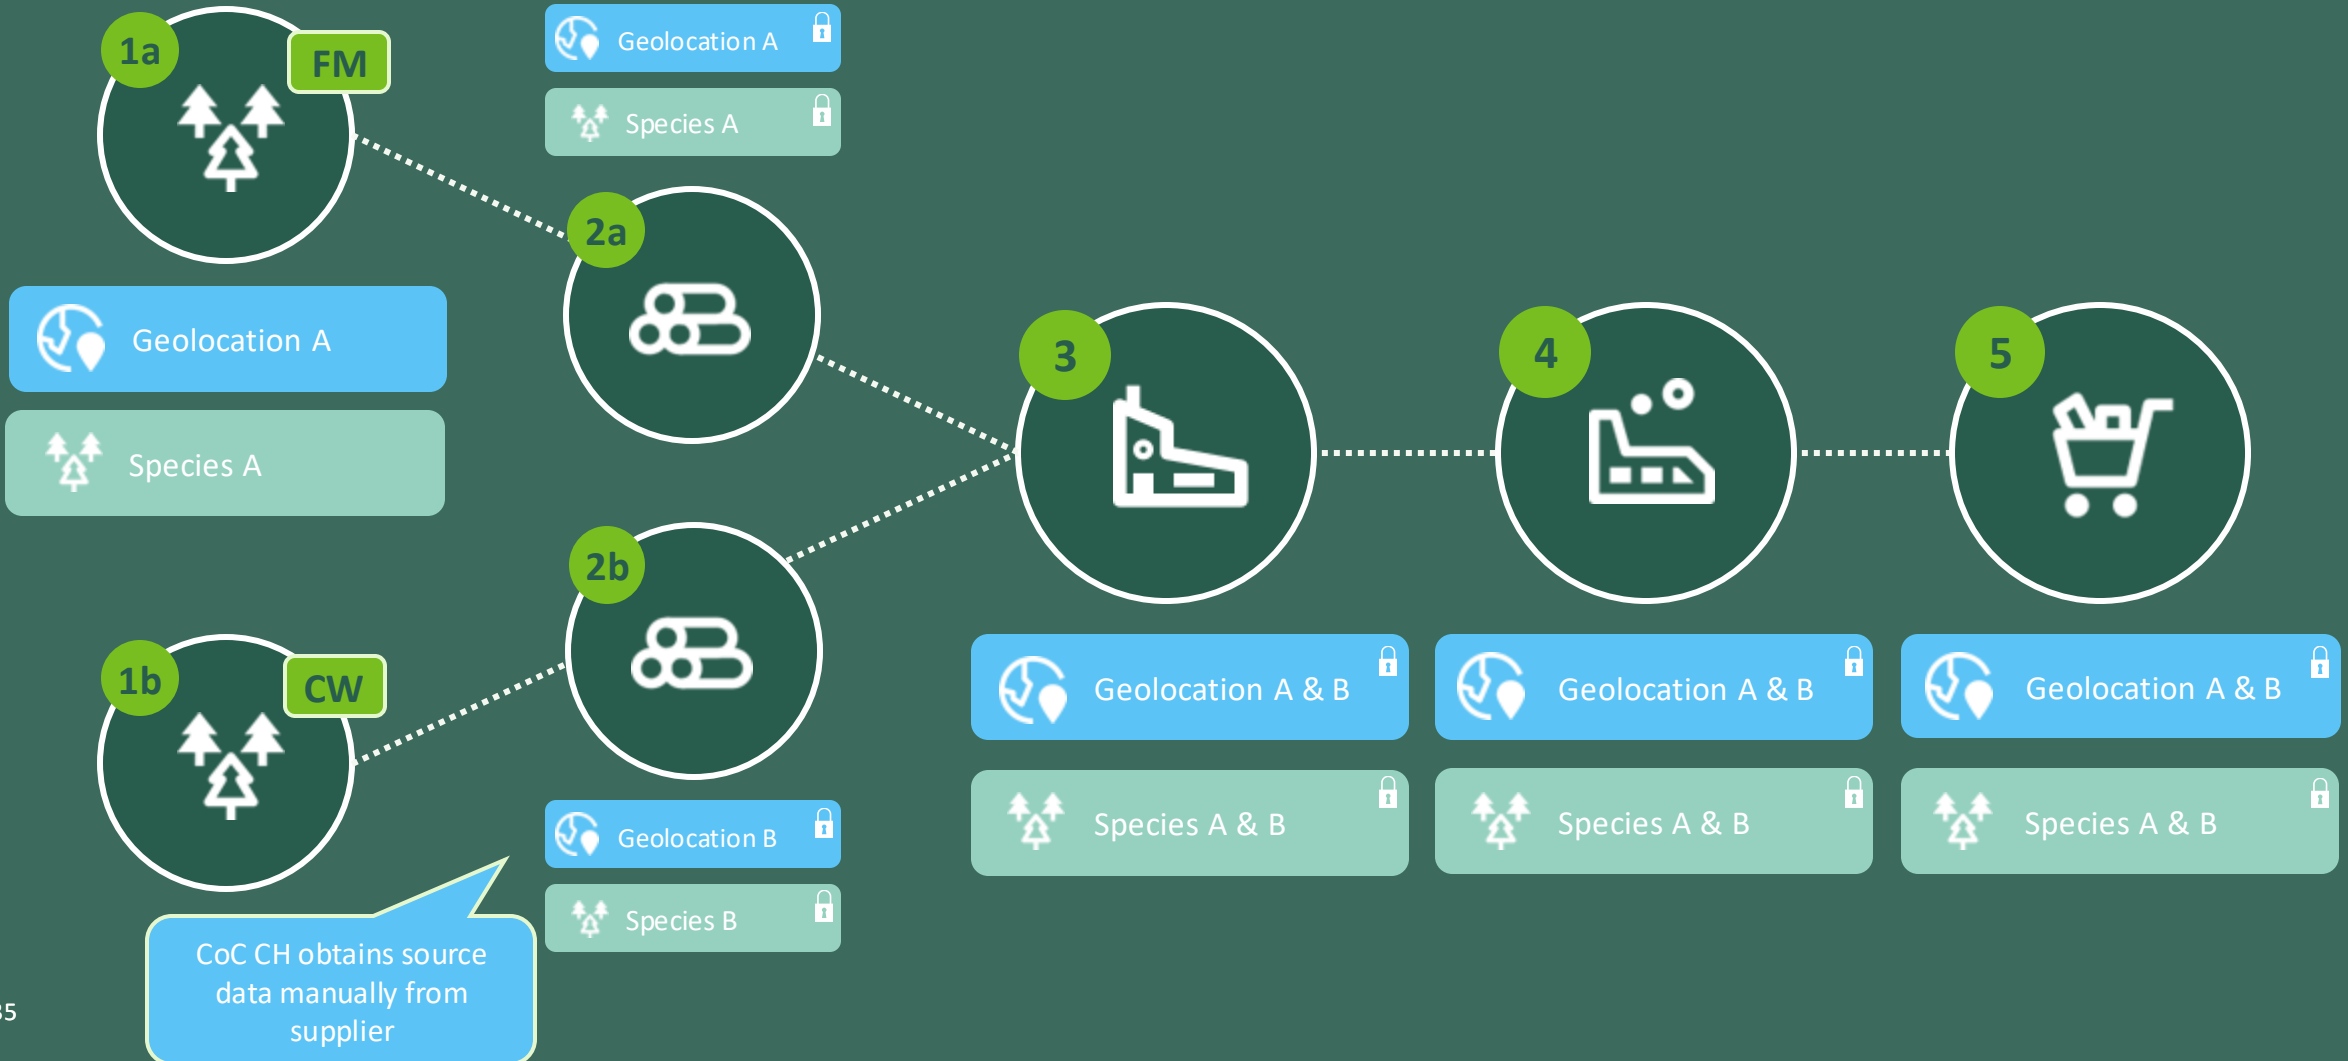 1a
FM
Geolocation A
Species A
Geolocation A
Species A
2a
1b
CW
2b
Geolocation B
Species B
CoC CH obtains source
data manually from
supplier
3
Geolocation A & B
Species A & B
4
Geolocation A & B
Species A & B
5
Geolocation A & B
Species A & B